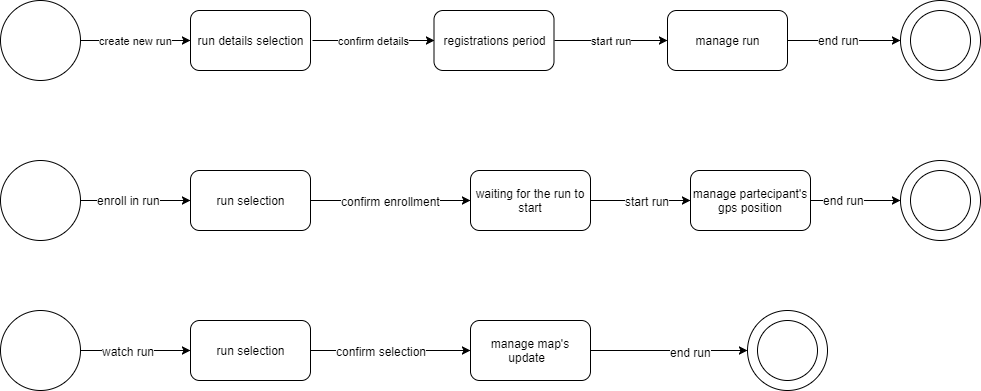 create new run
run details selection
confirm details
registrations period
start run
manage run
end run
enroll in run
run selection
confirm enrollment
waiting for the run to
start
start run
manage partecipant's
gps position
end run
watch run
run selection
confirm selection
manage map's
update
end run